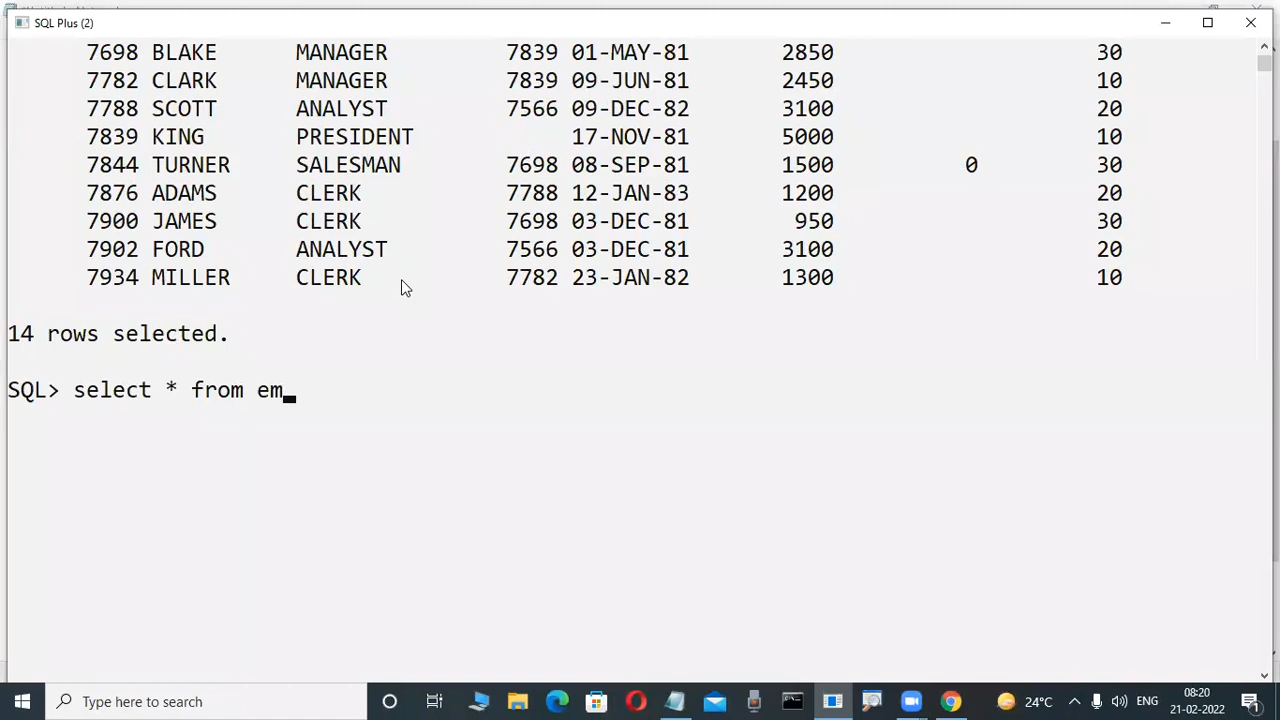 SQL Plus (2)
7698 BLAKE MANAGER 7839 01-MAY-81 2850 30
7782 CLARK MANAGER 7839 09-JUN-81 2450 10
7788 SCOTT ANALYST 7566 09-DEC-82 3100 20
7839 KING PRESIDENT 17-NOV-81 5000 10
7844 TURNER SALESMAN 7698 08-SEP-81 1500 0 30
7876 ADAMS CLERK 7788 12-JAN-83 1200 20
7900 JAMES CLERK 7698 03-DEC-81 950 30
7902 FORD ANALYST 7566 03-DEC-81 3100 20
7934 MILLER CLERK 7782 23-JAN-82 1300 10
14 rows selected.
SQL> select * from em
Type here to search
24°C
ENG
08:20
21-02-2022
1